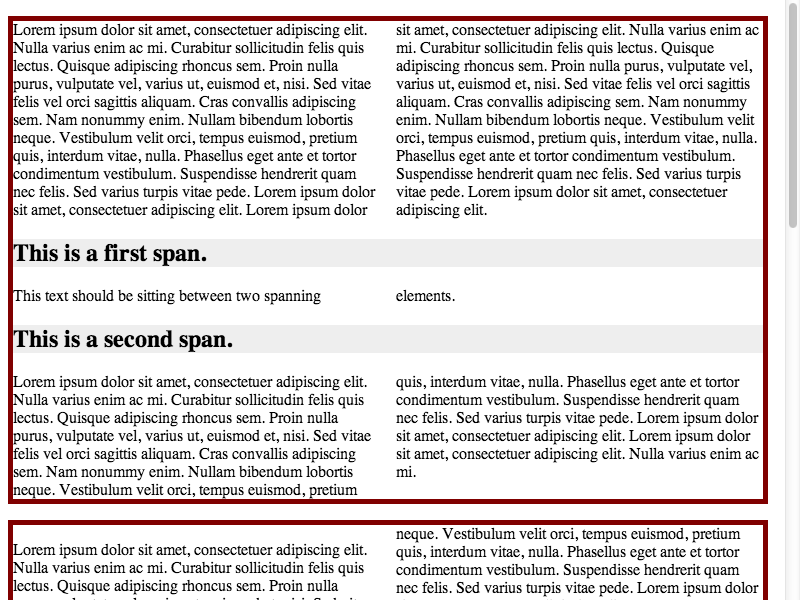 Lorem ipsum dolor sit amet, consectetuer adipiscing elit.
Nulla varius enim ac mi. Curabitur sollicitudin felis quis
lectus. Quisque adipiscing rhoncus sem. Proin nulla
purus, vulputate vel, varius ut, euismod et, nisi. Sed vitae
felis vel orci sagittis aliquam. Cras convallis adipiscing
sem. Nam nonummy enim. Nullam bibendum lobortis
neque. Vestibulum velit orci, tempus euismod, pretium
quis, interdum vitae, nulla. Phasellus eget ante et tortor
condimentum vestibulum. Suspendisse hendrerit quam
nec felis. Sed varius turpis vitae pede. Lorem ipsum dolor
sit amet, consectetuer adipiscing elit. Lorem ipsum dolor
sit amet, consectetuer adipiscing elit. Nulla varius enim ac
mi. Curabitur sollicitudin felis quis lectus. Quisque
adipiscing rhoncus sem. Proin nulla purus, vulputate vel,
varius ut, euismod et, nisi. Sed vitae felis vel orci sagittis
aliquam. Cras convallis adipiscing sem. Nam nonummy
enim. Nullam bibendum lobortis neque. Vestibulum velit
orci, tempus euismod, pretium quis, interdum vitae, nulla.
Phasellus eget ante et tortor condimentum vestibulum.
Suspendisse hendrerit quam nec felis. Sed varius turpis
vitae pede. Lorem ipsum dolor sit amet, consectetuer
adipiscing elit.
This is a first span.
This text should be sitting between two spanning
elements.
This is a second span.
Lorem ipsum dolor sit amet, consectetuer adipiscing elit.
Nulla varius enim ac mi. Curabitur sollicitudin felis quis
lectus. Quisque adipiscing rhoncus sem. Proin nulla
purus, vulputate vel, varius ut, euismod et, nisi. Sed vitae
felis vel orci sagittis aliquam. Cras convallis adipiscing
sem. Nam nonummy enim. Nullam bibendum lobortis
neque. Vestibulum velit orci, tempus euismod, pretium
quis, interdum vitae, nulla. Phasellus eget ante et tortor
condimentum vestibulum. Suspendisse hendrerit quam
nec felis. Sed varius turpis vitae pede. Lorem ipsum dolor
sit amet, consectetuer adipiscing elit. Lorem ipsum dolor
sit amet, consectetuer adipiscing elit. Nulla varius enim ac
mi.
Lorem ipsum dolor sit amet, consectetuer adipiscing elit.
Nulla varius enim ac mi. Curabitur sollicitudin felis quis
lectus. Quisque adipiscing rhoncus sem. Proin nulla
neque. Vestibulum velit orci, tempus euismod, pretium
quis, interdum vitae, nulla. Phasellus eget ante et tortor
condimentum vestibulum. Suspendisse hendrerit quam
nec felis. Sed varius turpis vitae pede. Lorem ipsum dolor